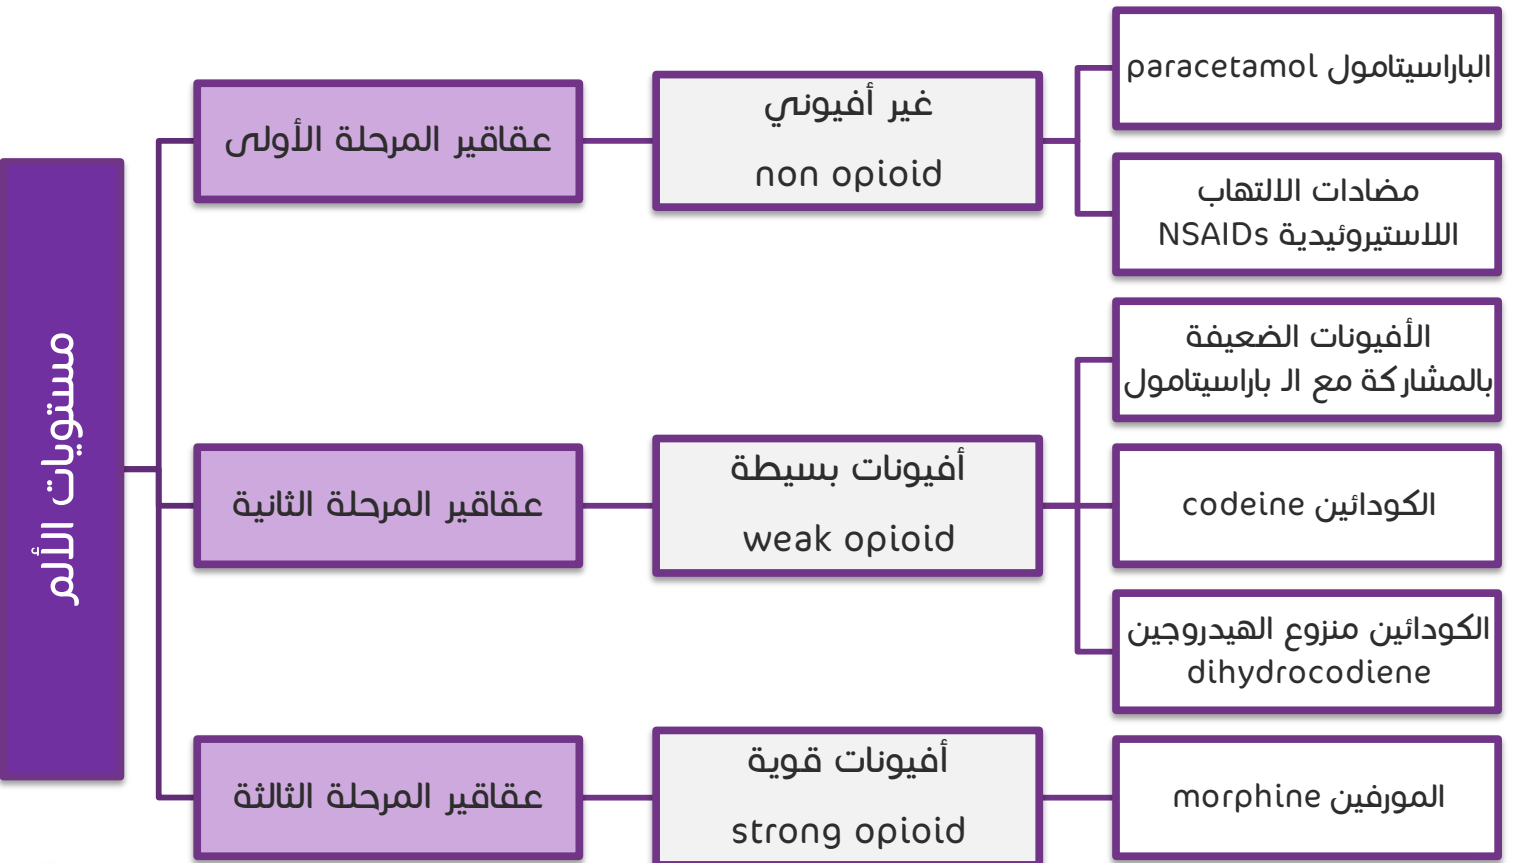 مستويات الألم
عقاقير المرحلة الأولى
غير أفيوني
non opioid
الباراسيتامول paracetamol
مضادات الالتهاب
اللاستيروئيدية NSAIDs
عقاقير المرحلة الثانية
أفيونات بسيطة
weak opioid
الأفيونات الضعيفة
بالمشاركة مع الـ باراسيتامول
الكودائين codeine
الكودائين منزوع الهيدروجين
dihydrocodiene
عقاقير المرحلة الثالثة
أفيونات قوية
strong opioid
المورفين morphine